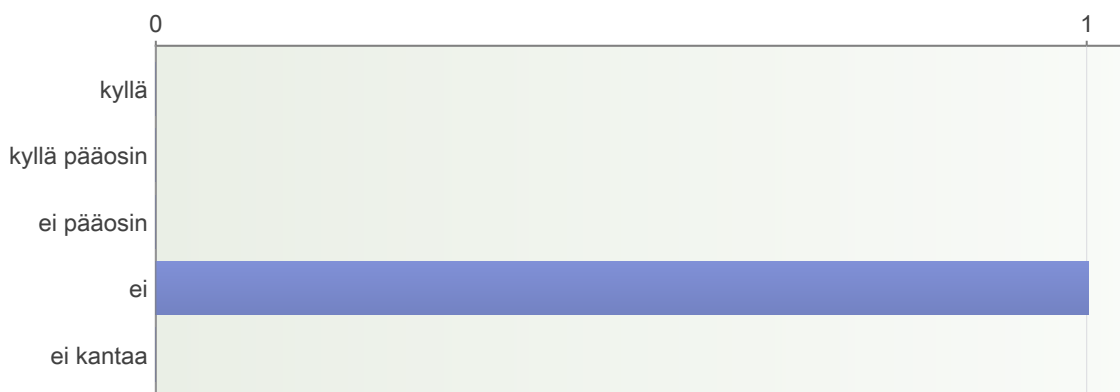 0 1
kyllä
kyllä pääosin
ei pääosin
ei
ei kantaa